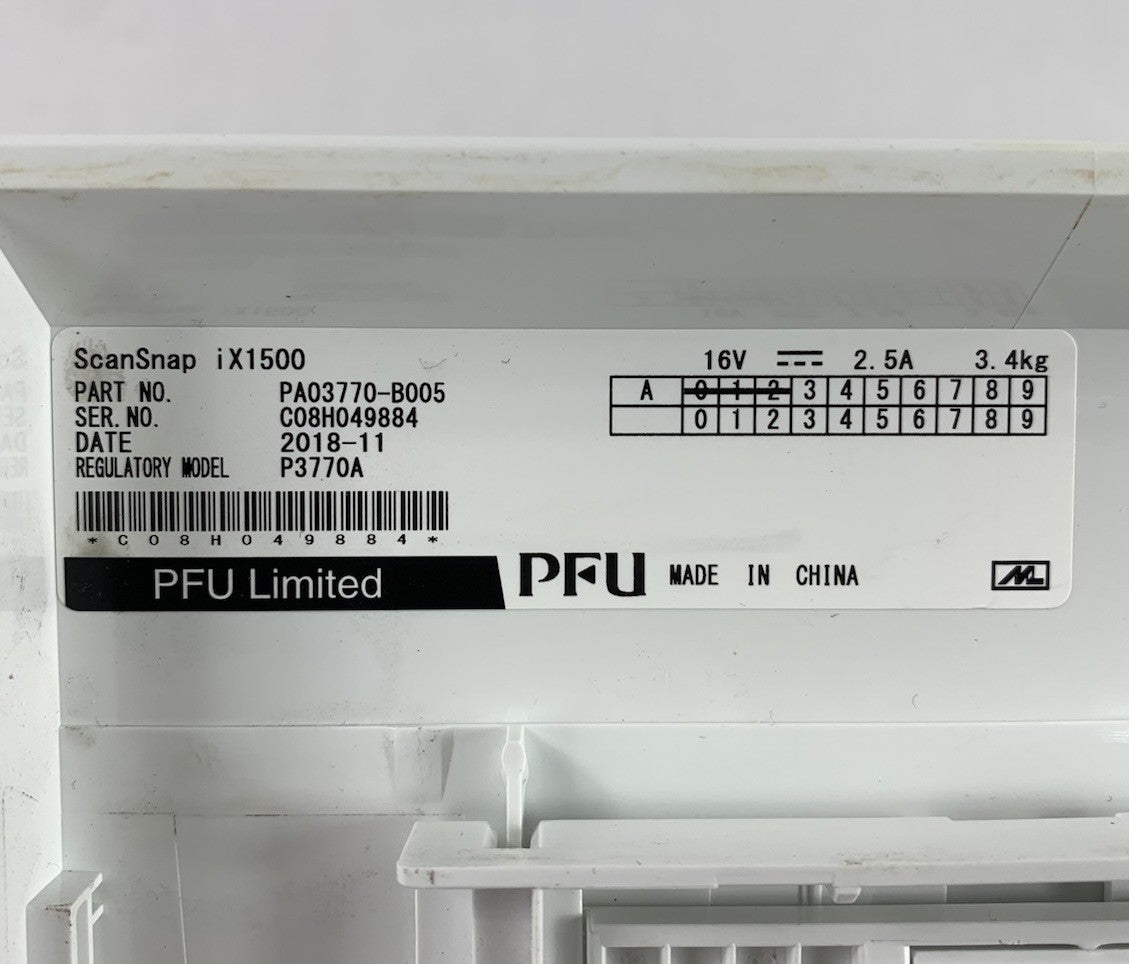 ScanSnap iX1500 16V 2.5A 3.4kg
PART NO. PA03770-B005
SER. NO. C08H049884
DATE 2018-11
REGULATORY MODEL P3770A
A 0 1 2 3 4 5 6 7 8 9
0 1 2 3 4 5 6 7 8 9
*C08H049884*
PFU Limited PFU MADE IN CHINA ML